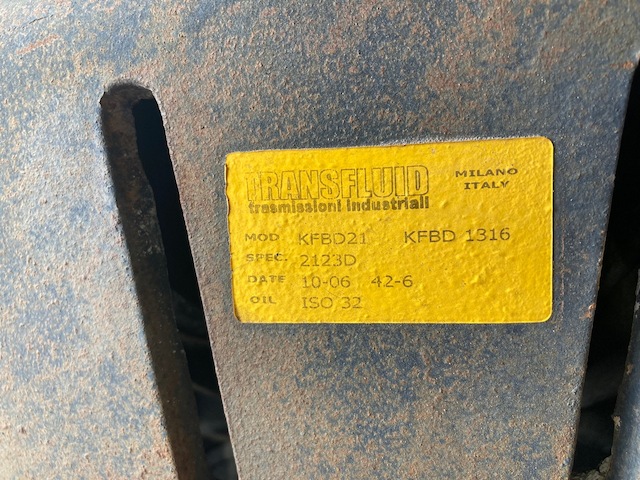 TRANSFLUID
trasmissioni industriali
MILANO
ITALY
MOD KFBD21 KFBD 1316
SPEC. 2123D
DATE 10-06 42-6
OIL ISO 32